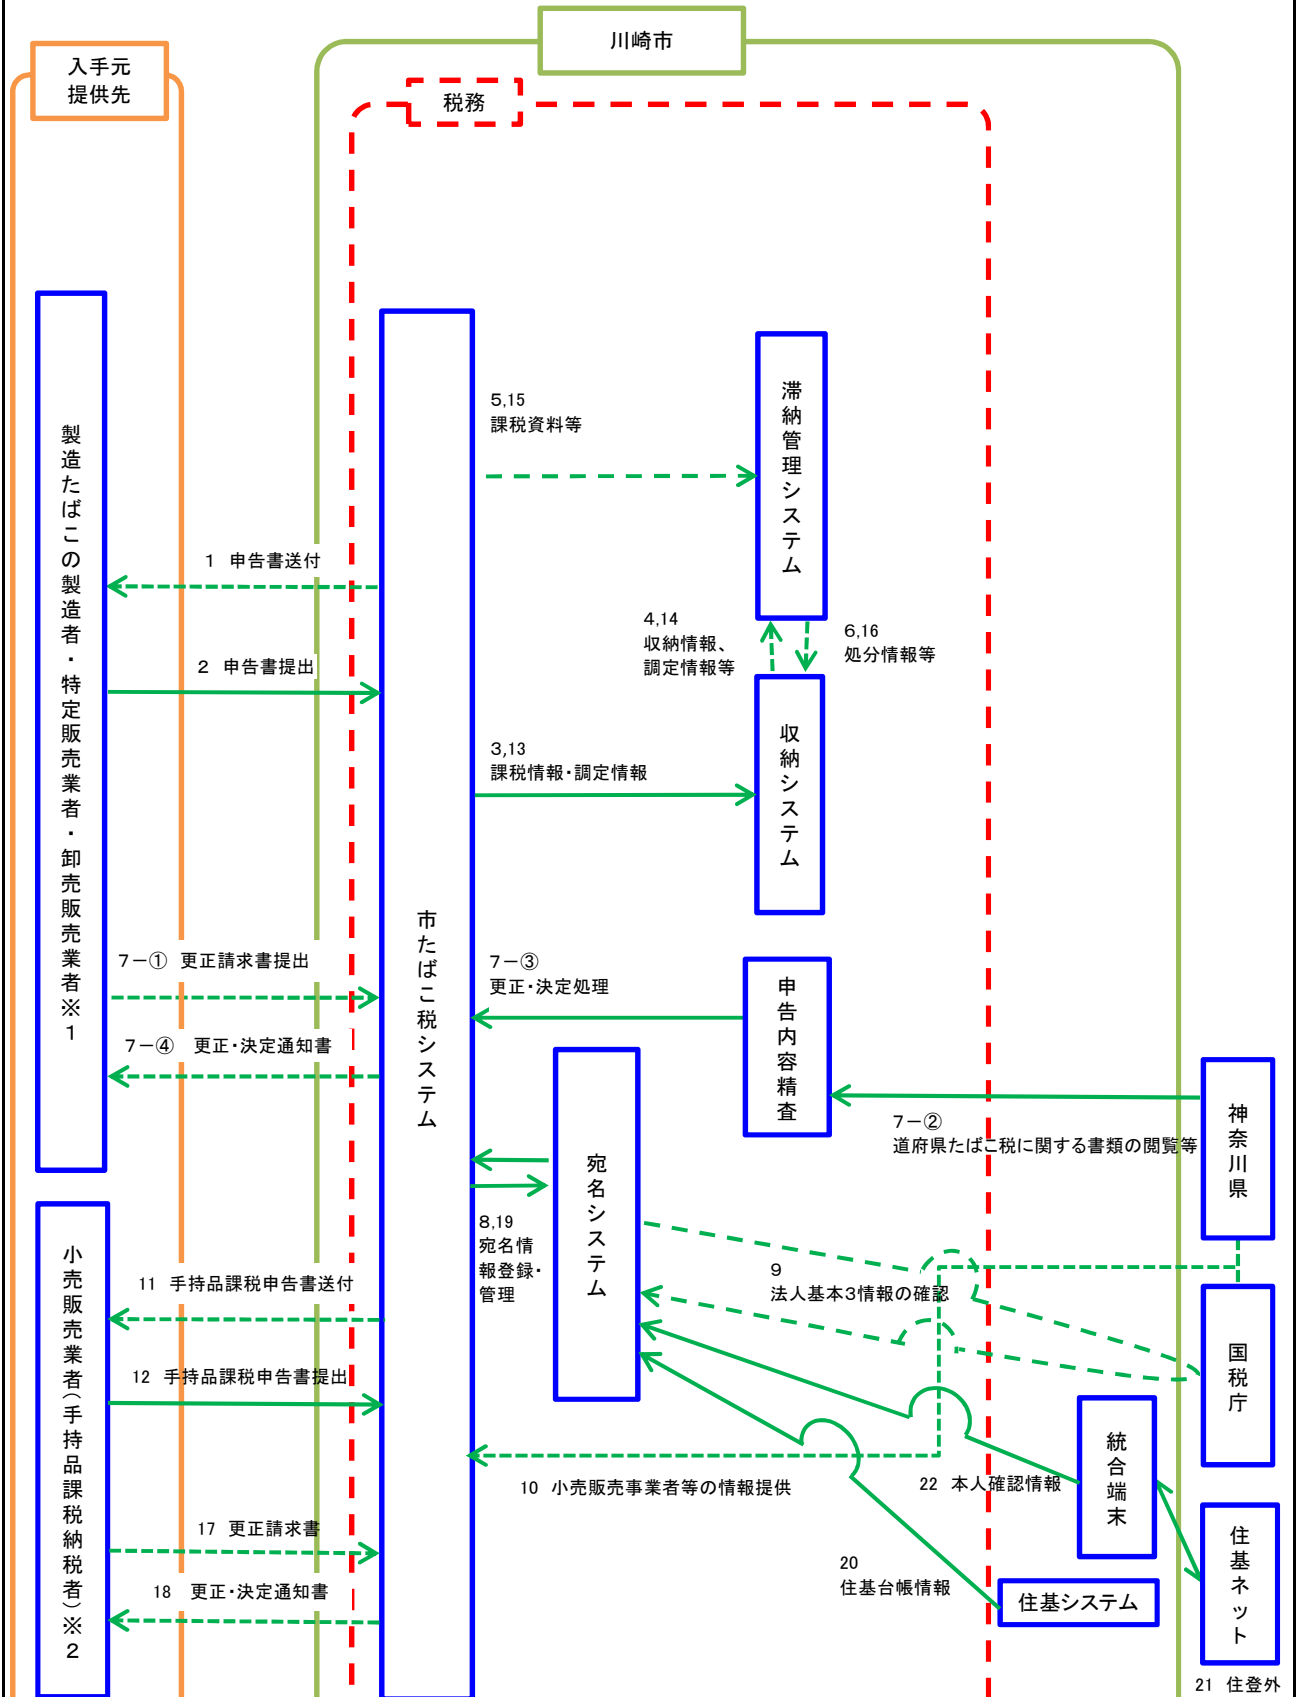 川崎市
入手元
提供先
税務
製造たばこの製造者・特定販売業者・卸売販売業者※1
市たばこ税システム
滞納管理システム
5,15
課税資料等
1 申告書送付
2 申告書提出
4,14
収納情報、
調定情報等
6,16
処分情報等
収納システム
3,13
課税情報・調定情報
7－① 更正請求書提出
7－④ 更正・決定通知書
7－③
更正・決定処理
申告内容精査
7－②
道府県たばこ税に関する書類の閲覧等
神奈川県
宛名システム
8,19
宛名情
報登録・
管理
9
法人基本3情報の確認
国税庁
小売販売業者（手持品課税納税者）※2
11 手持品課税申告書送付
12 手持品課税申告書提出
10 小売販売事業者等の情報提供
22 本人確認情報
統合端末
17 更正請求書
18 更正・決定通知書
20
住基台帳情報
住基システム
住基ネット
21 住登外